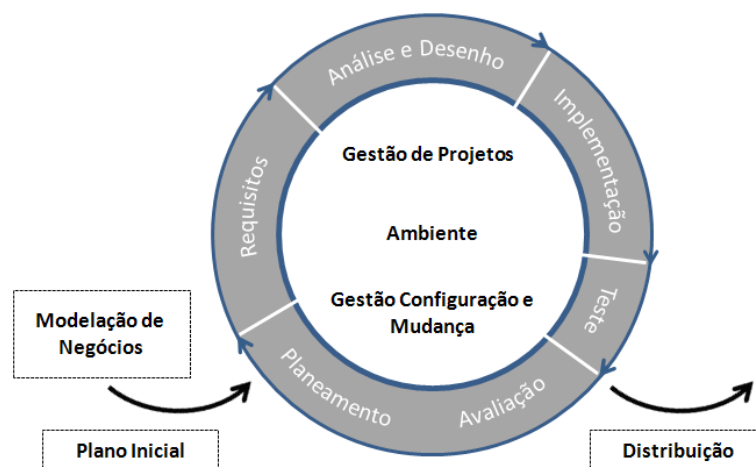 Análise e Desenho
Implementação
Requisitos
Gestão de Projetos
Ambiente
Gestão Configuração e
Mudança
Teste
Modelação de
Negócios
Planeamento
Avaliação
Plano Inicial
Distribuição